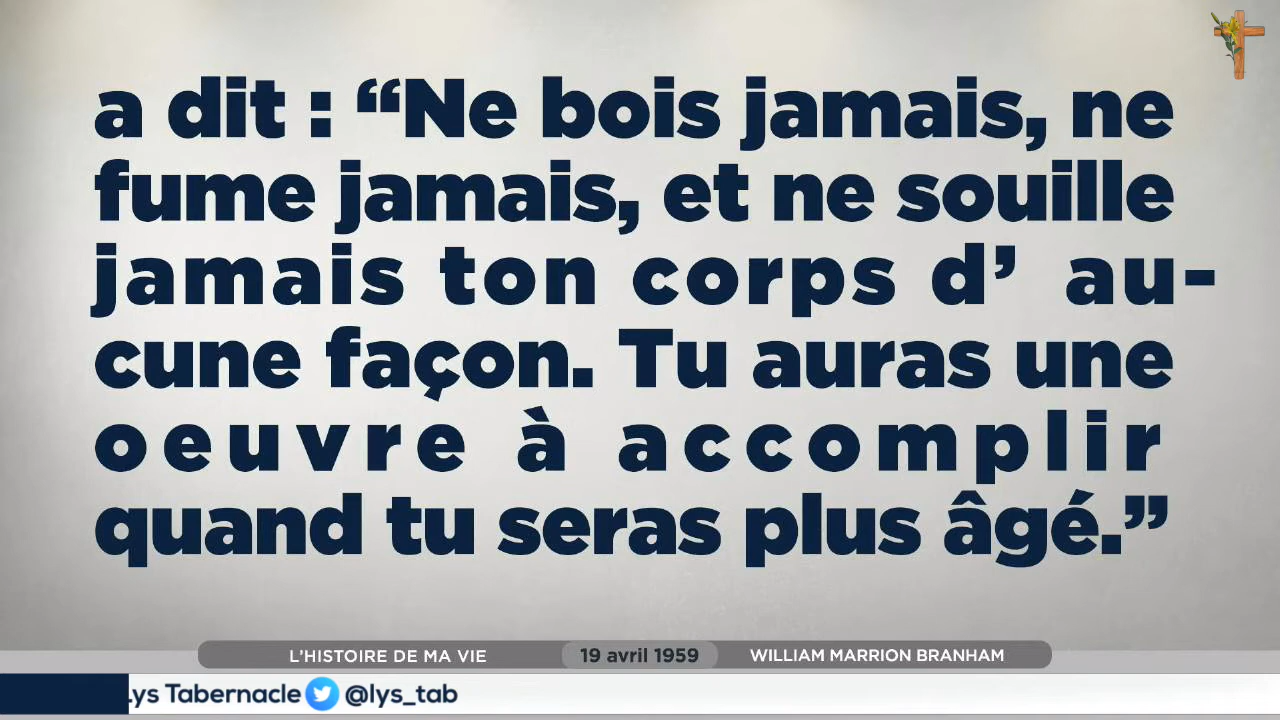 a dit : “Ne bois jamais, ne
fume jamais, et ne souille
jamais ton corps d’ au-
cune façon. Tu auras une
oeuvre à accomplir
quand tu seras plus âgé.”
L’HISTOIRE DE MA VIE 19 avril 1959 WILLIAM MARRION BRANHAM
Lys Tabernacle @lys_tab